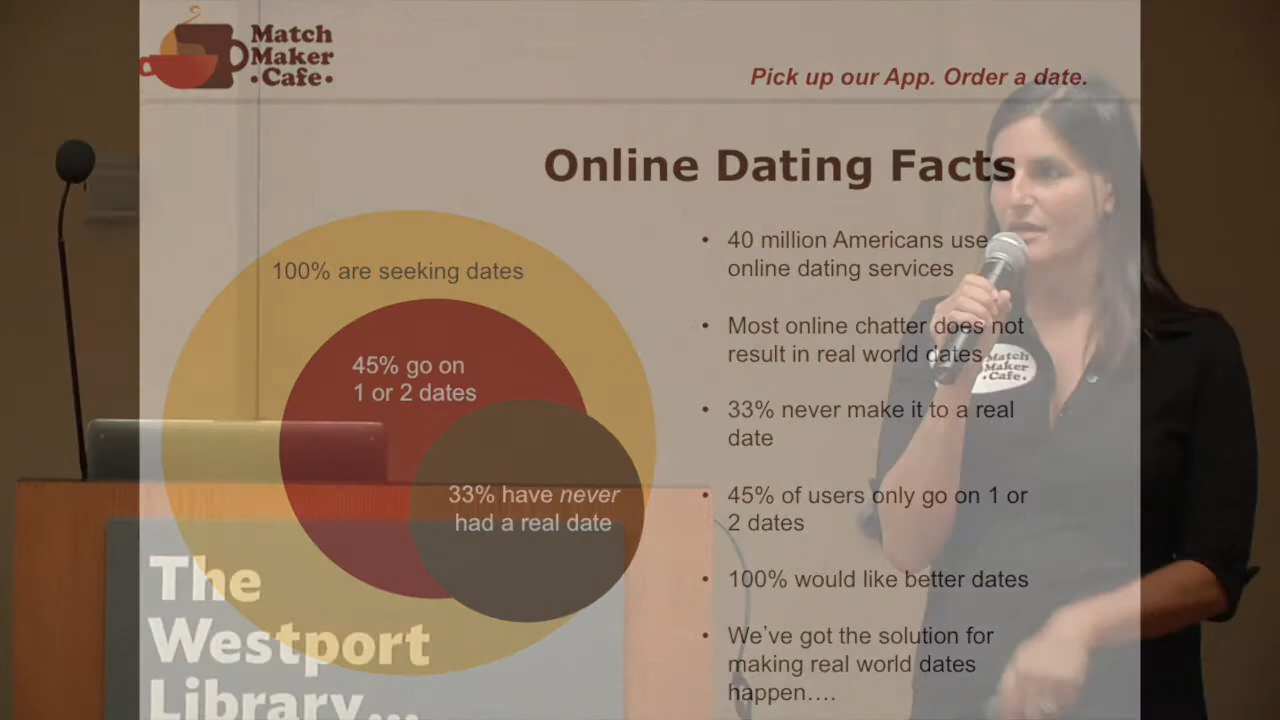 Match
Maker
•Cafe•
Pick up our App. Order a date.
Online Dating Facts
100% are seeking dates
45% go on
1 or 2 dates
33% have never
had a real date
• 40 million Americans use
online dating services
• Most online chatter does not
result in real world dates
• 33% never make it to a real
date
• 45% of users only go on 1 or
2 dates
• 100% would like better dates
• We’ve got the solution for
making real world dates
happen….
Match
Maker
•Cafe•
The
Westport
Library...